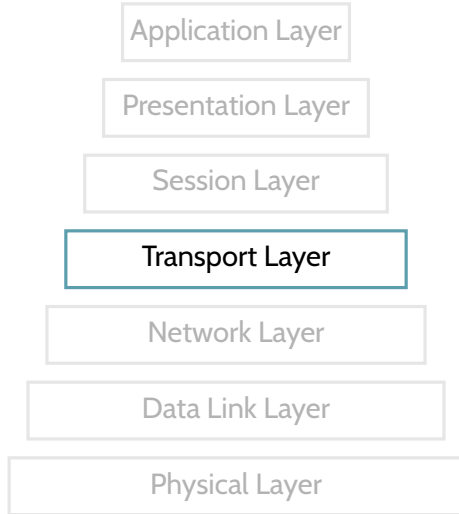 Application Layer
Presentation Layer
Session Layer
Transport Layer
Network Layer
Data Link Layer
Physical Layer